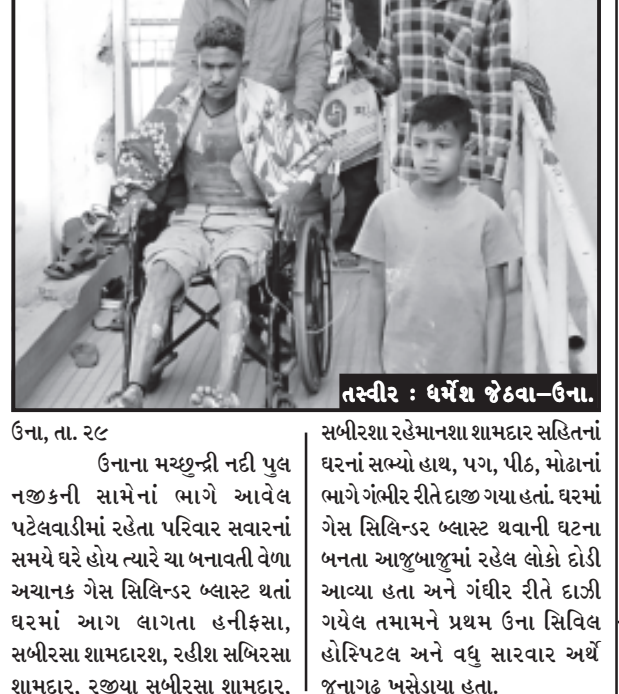 તસ્વીર : ધર્મેશ જેઠવા–ઉના.
ઉના, તા. ૨૯
ઉનાના મચ્છુન્દ્રી નદી પુલ
નજીકની સામેનાં ભાગે આવેલ
પટેલવાડીમાં રહેતા પરિવાર સવારનાં
સમયે ઘરે હોય ત્યારે ચા બનાવતી વેળા
અચાનક ગેસ સિલિન્ડર બ્લાસ્ટ થતાં
ઘરમાં આગ લાગતા હનીફસા,
સબીરસા શામદારશ, રહીશ સબિરસા
શામદાર, રજીયા સબીરસા શામદાર,
સબીરશા રહેમાનશા શામદાર સહિતનાં
ઘરનાં સભ્યો હાથ, પગ, પીઠ, મોઢાનાં
ભાગે ગંભીર રીતે દાજી ગયા હતાં. ઘરમાં
ગેસ સિલિન્ડર બ્લાસ્ટ થવાની ઘટના
બનતા આજુબાજુમાં રહેલ લોકો દોડી
આવ્યા હતા અને ગંઘીર રીતે દાઝી
ગયેલ તમામને પ્રથમ ઉના સિવિલ
હોસ્પિટલ અને વધુ સારવાર અર્થે
જૂનાગઢ ખસેડાયા હતા.